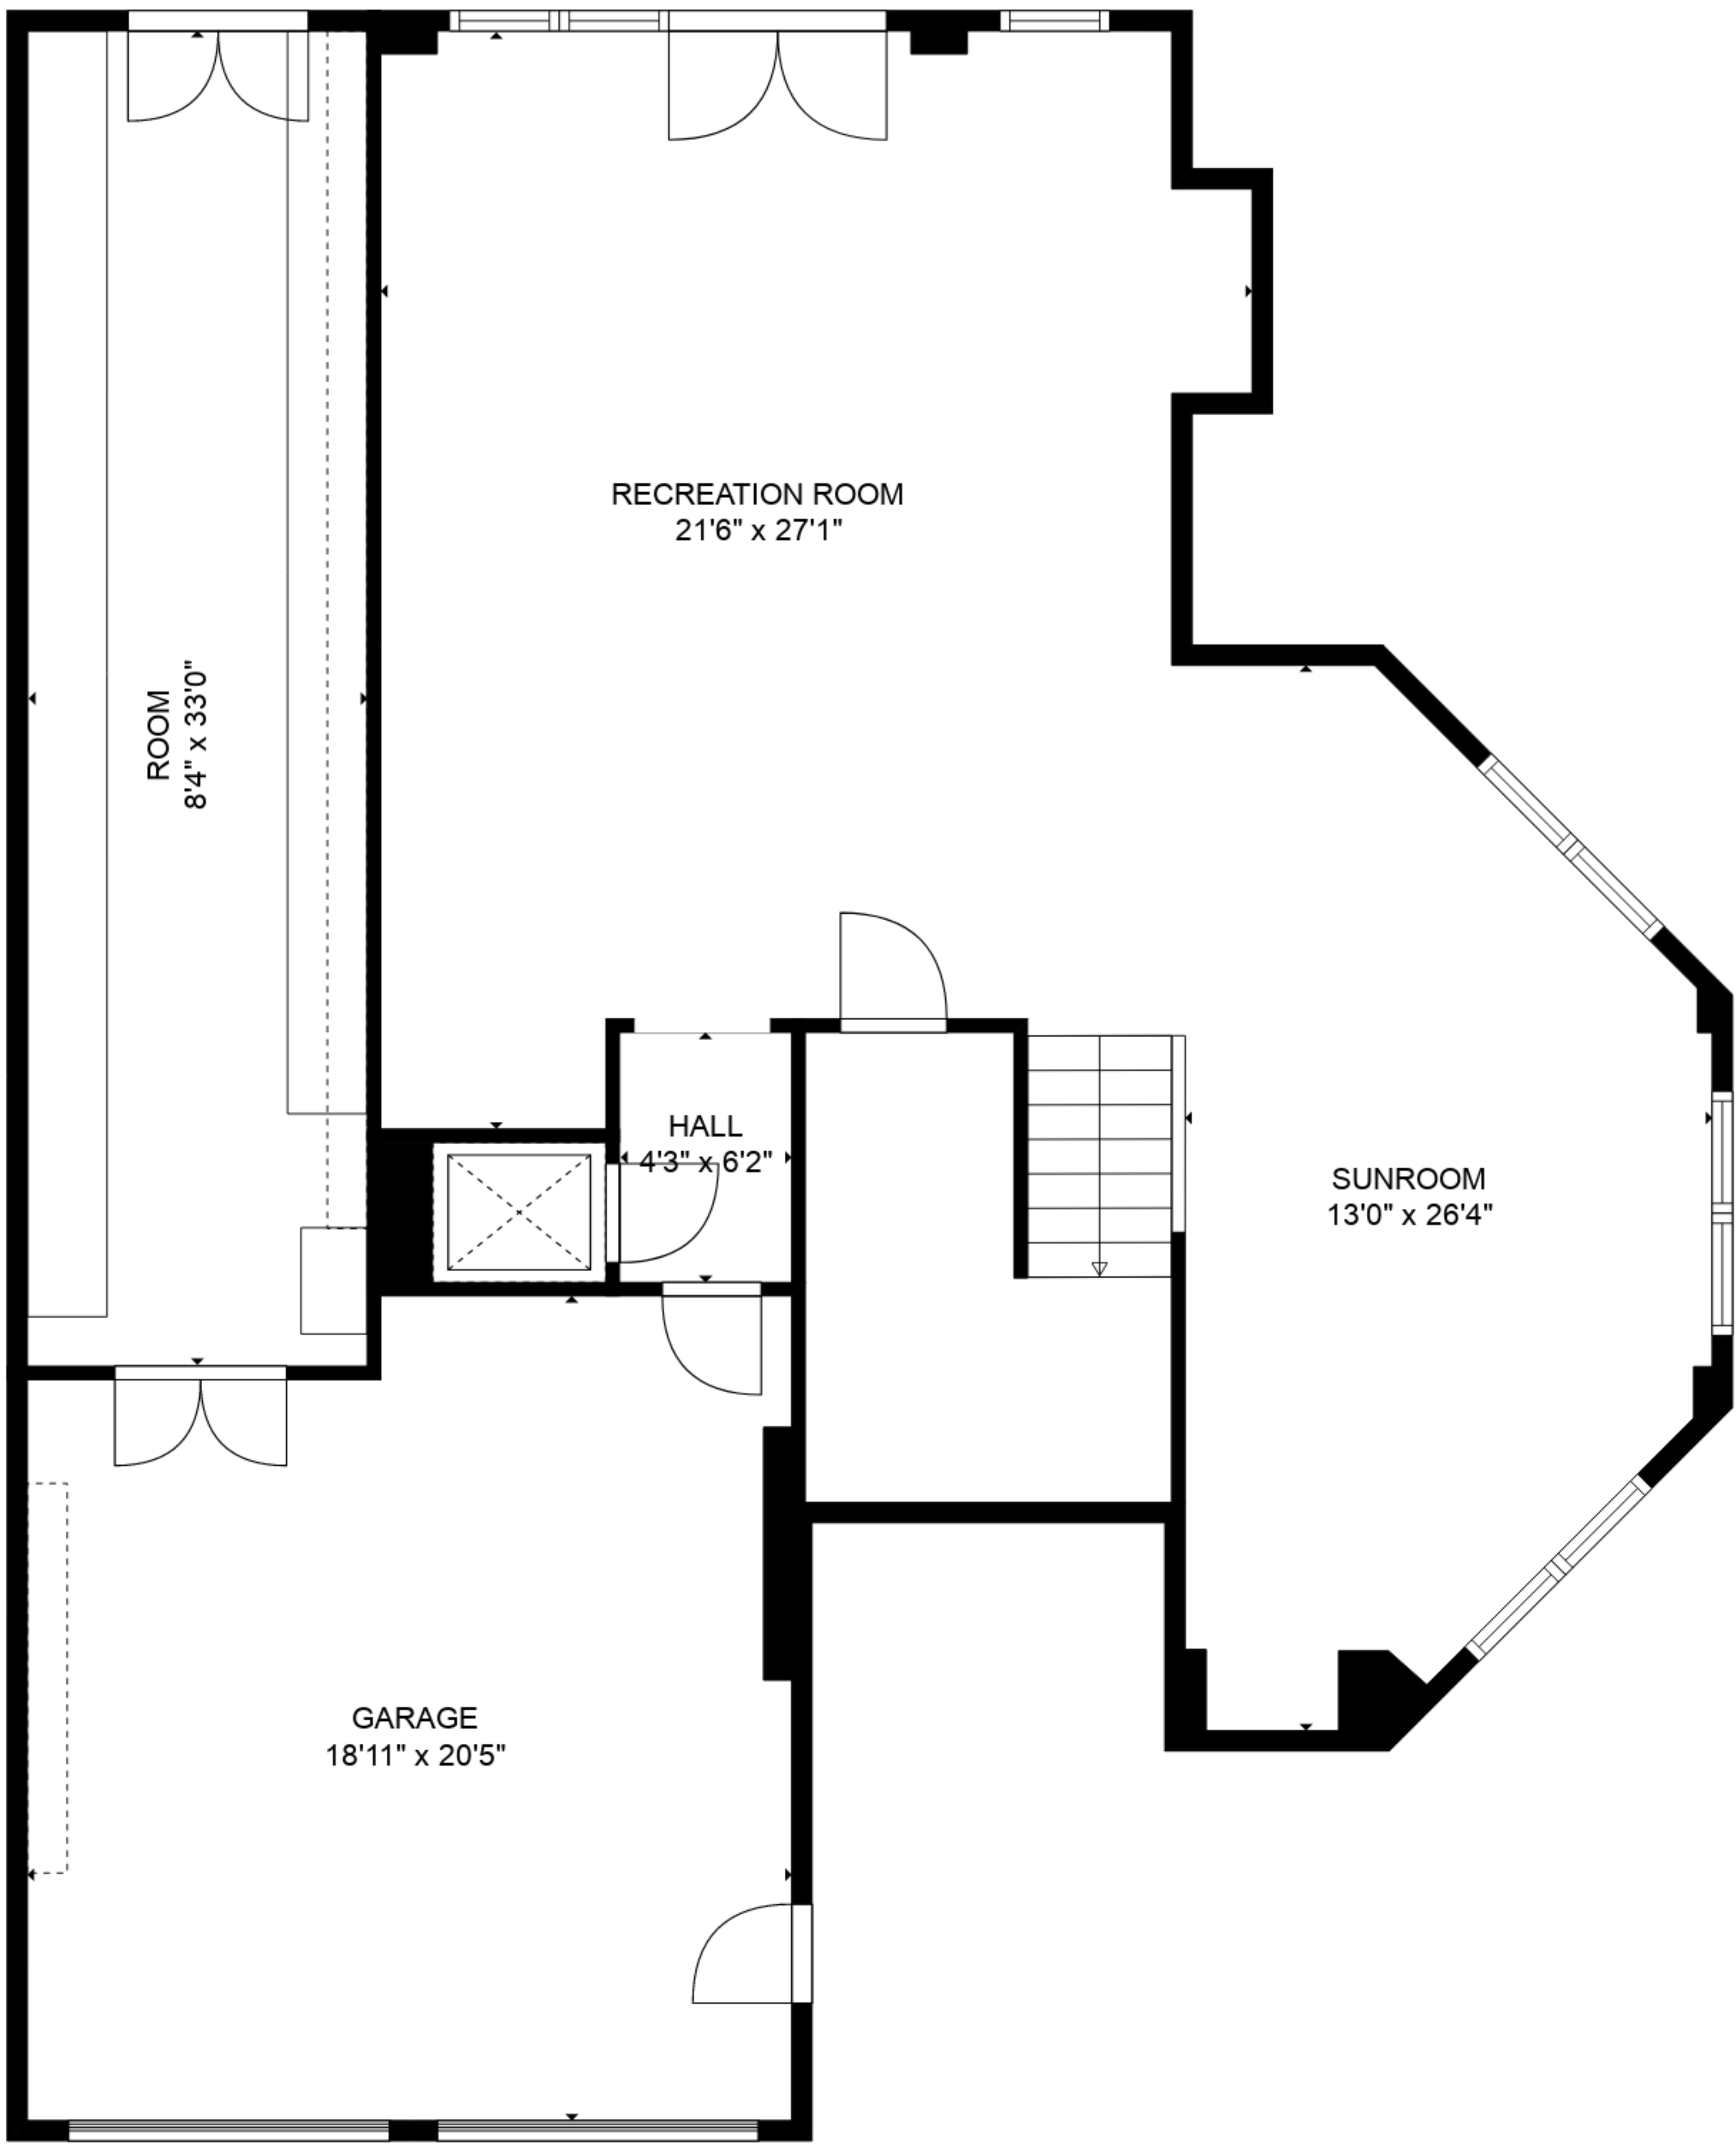 RECREATION ROOM
21'6" x 27'1"
ROOM
8'4" x 33'0"
HALL
4'3" x 6'2"
SUNROOM
13'0" x 26'4"
GARAGE
18'11" x 20'5"